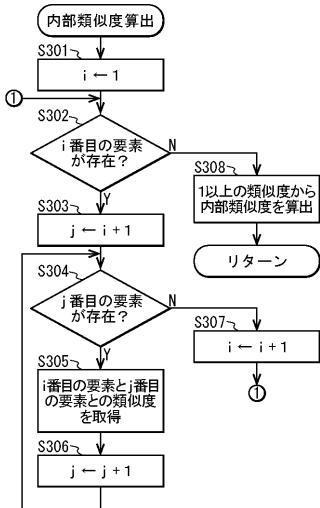 内部類似度算出
S301
i ← 1
①
S302
i 番目の要素
が存在?
N
Y
S308
1以上の類似度から
内部類似度を算出
リターン
S303
j ← i + 1
S304
j 番目の要素
が存在?
N
Y
S307
i ← i + 1
①
S305
i番目の要素とj番目
の要素との類似度
を取得
S306
j ← j + 1